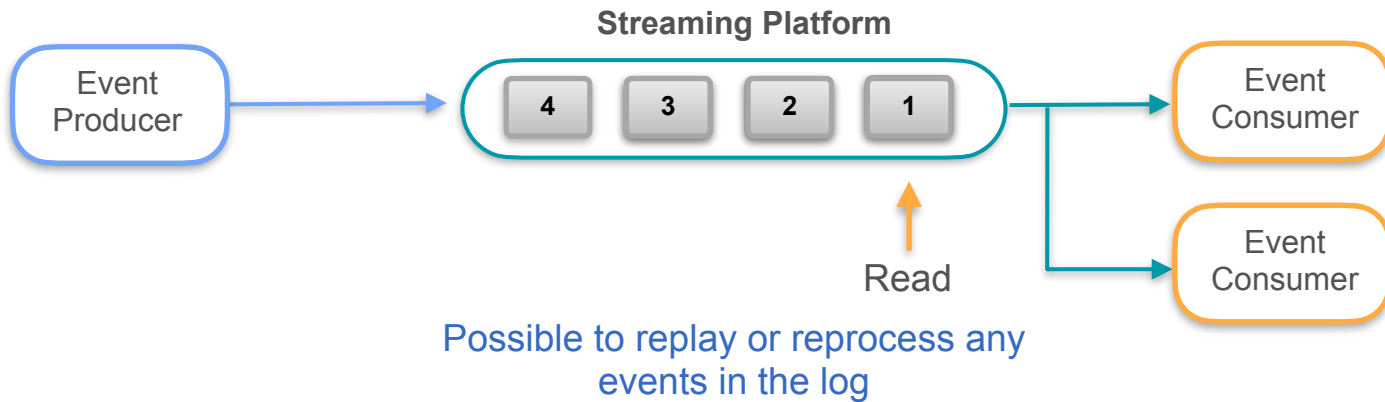 Streaming Platform
Event
Producer
4 3 2 1
Event
Consumer
Event
Consumer
Read
Possible to replay or reprocess any
events in the log